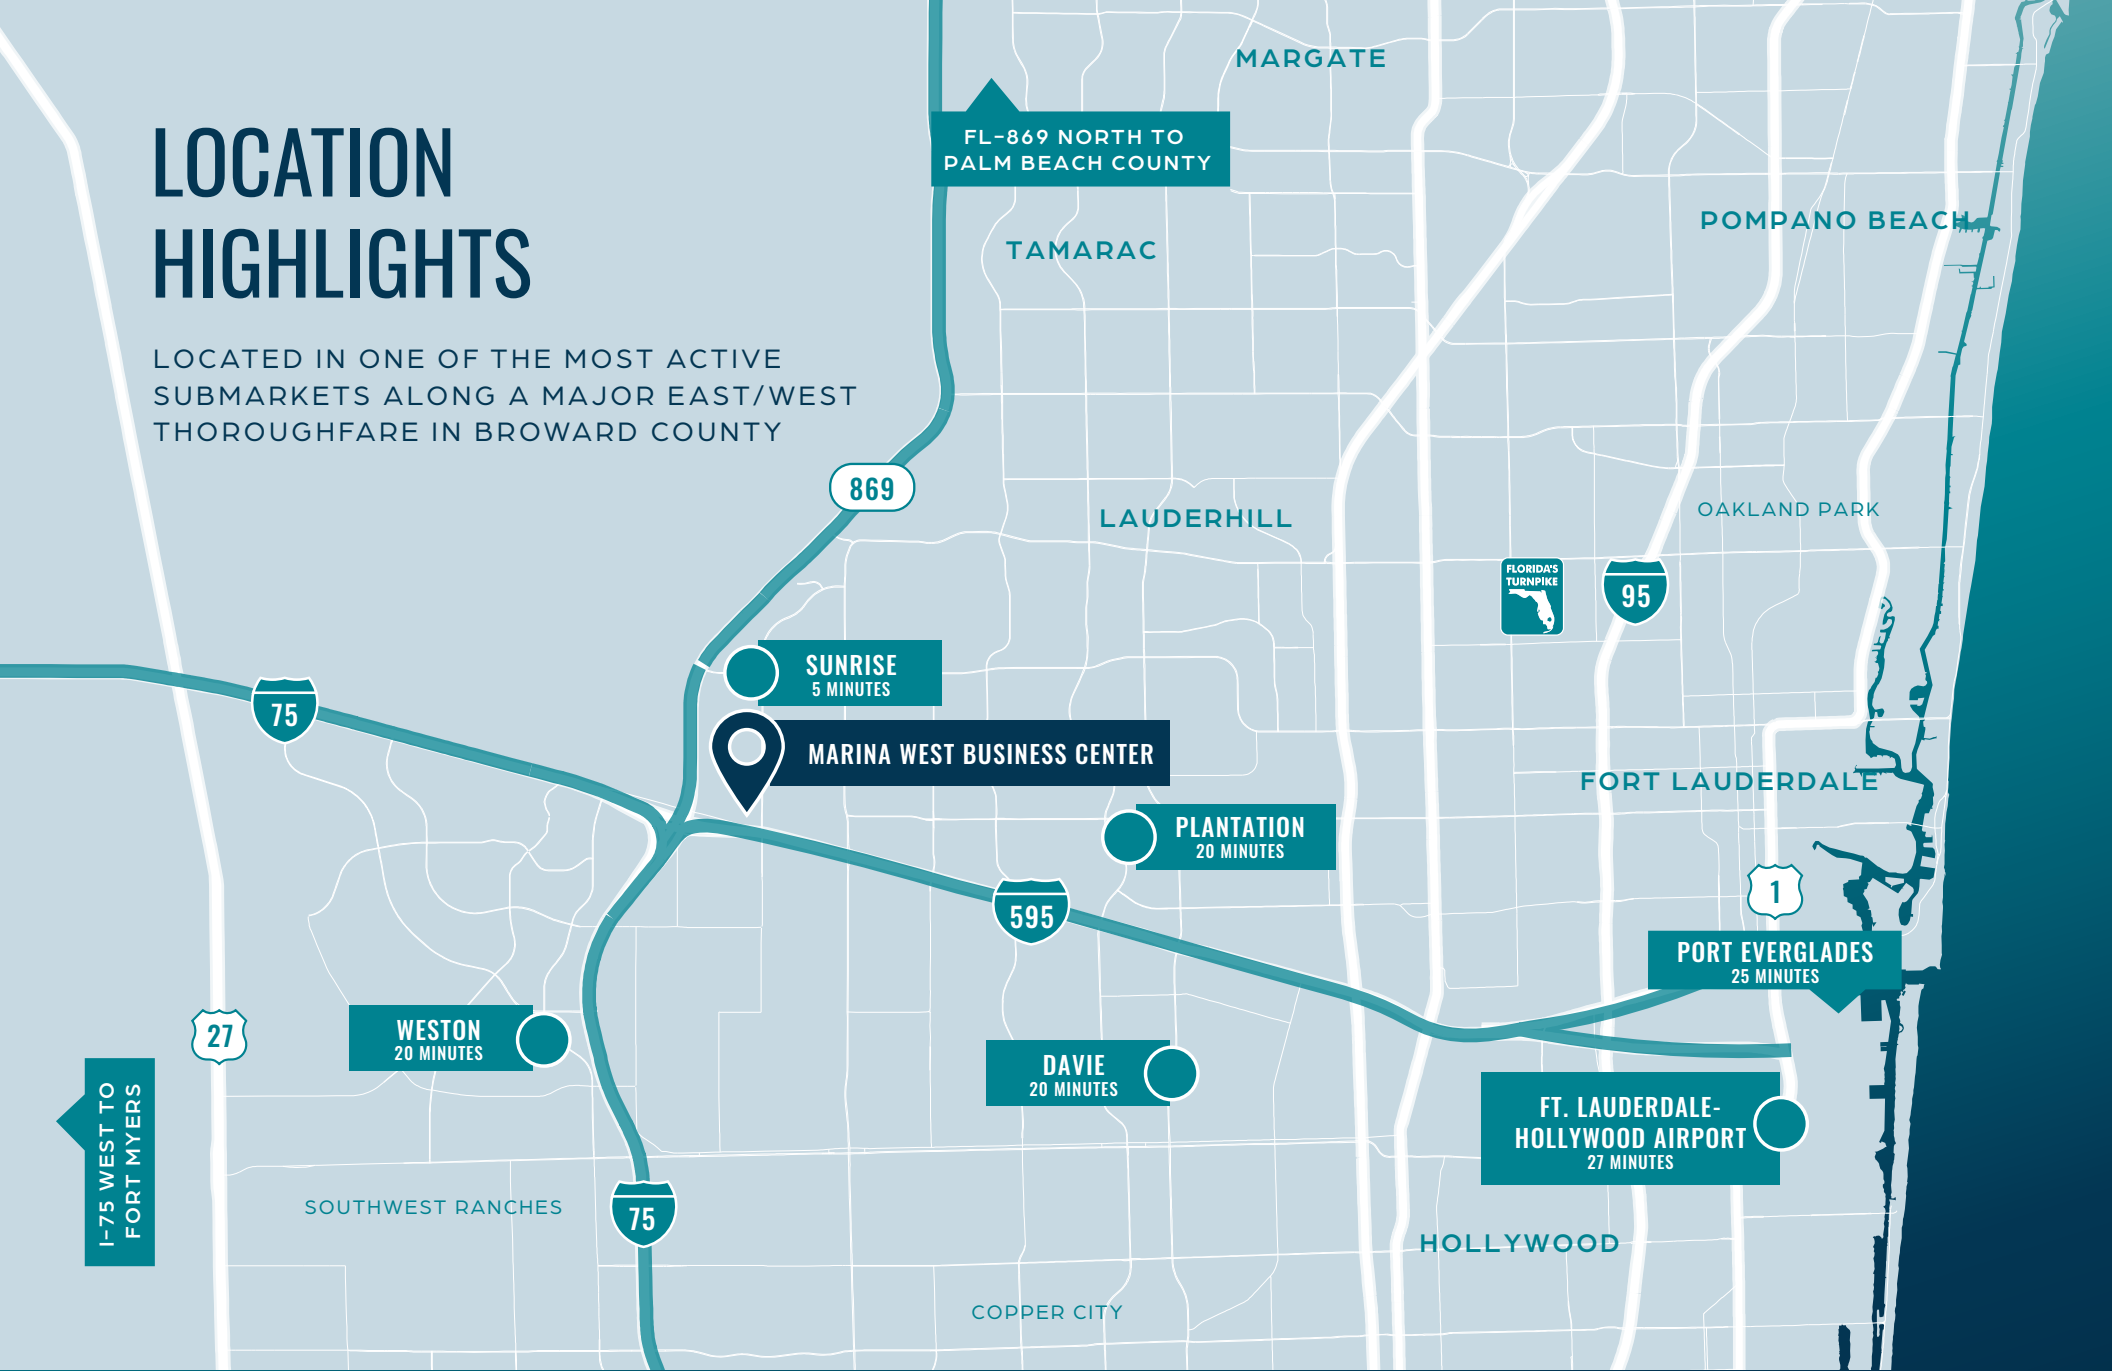 MARGATE
FL-869 NORTH TO
PALM BEACH COUNTY
LOCATION
HIGHLIGHTS
POMPANO BEACH
TAMARAC
LOCATED IN ONE OF THE MOST ACTIVE
SUBMARKETS ALONG A MAJOR EAST/WEST
THOROUGHFARE IN BROWARD COUNTY
869
LAUDERHILL
OAKLAND PARK
FLORIDA'S
TURNPIKE
95
SUNRISE
5 MINUTES
75
MARINA WEST BUSINESS CENTER
FORT LAUDERDALE
PLANTATION
20 MINUTES
1
595
PORT EVERGLADES
25 MINUTES
27
WESTON
20 MINUTES
DAVIE
20 MINUTES
FT. LAUDERDALE-
HOLLYWOOD AIRPORT
27 MINUTES
I-75 WEST TO
FORT MYERS
SOUTHWEST RANCHES
75
HOLLYWOOD
COPPER CITY